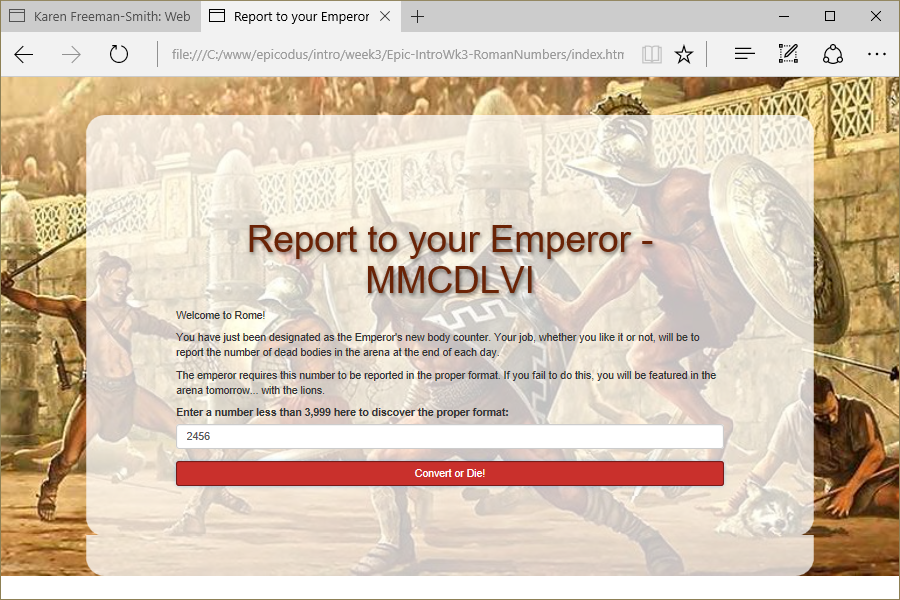 Karen Freeman-Smith: Web
Report to your Emperor
file:///C:/www/epicodus/intro/week3/Epic-IntroWk3-RomanNumbers/index.htm
Report to your Emperor -
MMCDLVI
Welcome to Rome!
You have just been designated as the Emperor's new body counter. Your job, whether you like it or not, will be to
report the number of dead bodies in the arena at the end of each day.
The emperor requires this number to be reported in the proper format. If you fail to do this, you will be featured in the
arena tomorrow... with the lions.
Enter a number less than 3,999 here to discover the proper format:
2456
Convert or Die!